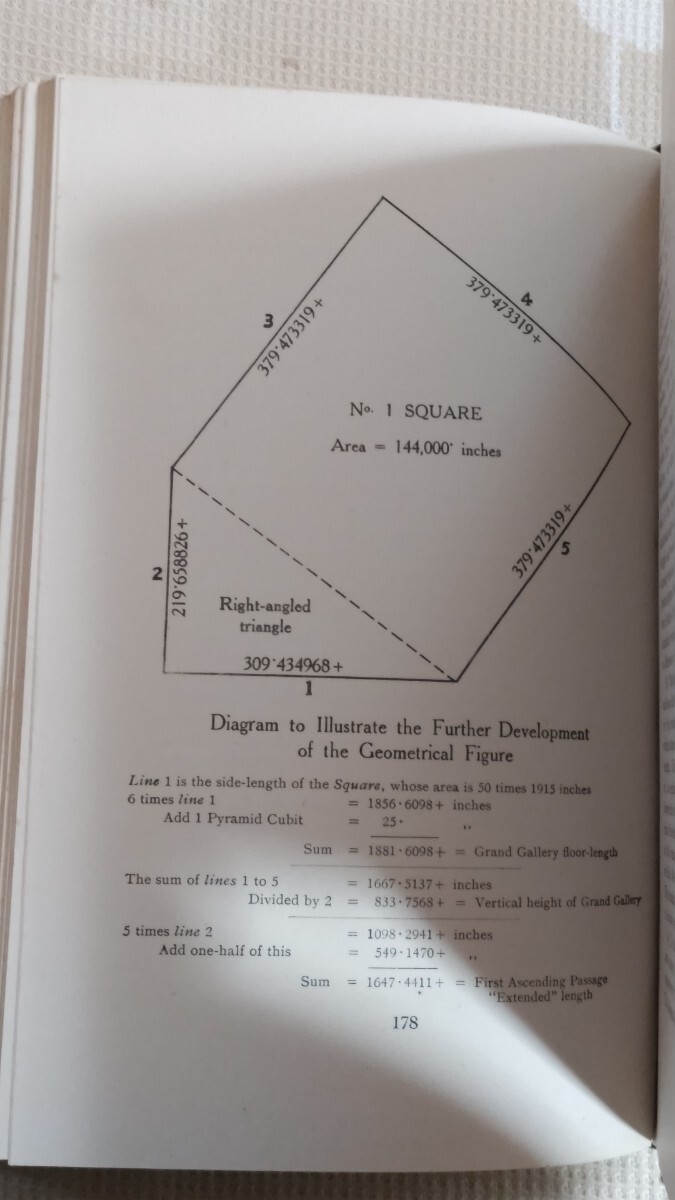 3
379·473319+
4
379·473319+
No. 1 SQUARE
Area = 144,000· inches
2
219·658826+
379·473319+
5
Right-angled
triangle
309·434968+
1
Diagram to Illustrate the Further Development
of the Geometrical Figure
Line 1 is the side-length of the Square, whose area is 50 times 1915 inches
6 times line 1 = 1856·6098+ inches
Add 1 Pyramid Cubit = 25· ,,
Sum = 1881·6098+ = Grand Gallery floor-length
The sum of lines 1 to 5 = 1667·5137+ inches
Divided by 2 = 833·7568+ = Vertical height of Grand Gallery
5 times line 2 = 1098·2941+ inches
Add one-half of this = 549·1470+ ,,
Sum = 1647·4411+ = First Ascending Passage
"Extended" length
178